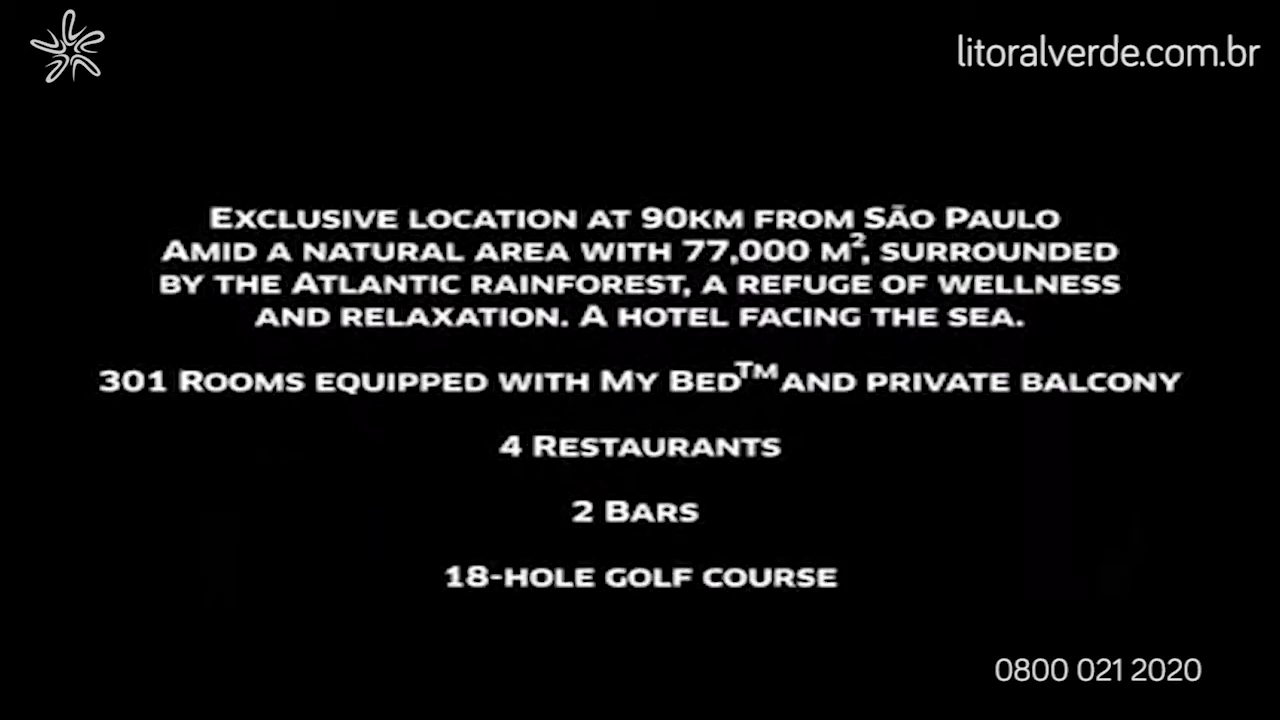 litoralverde.com.br
EXCLUSIVE LOCATION AT 90KM FROM SÃO PAULO
AMID A NATURAL AREA WITH 77,000 M², SURROUNDED
BY THE ATLANTIC RAINFOREST, A REFUGE OF WELLNESS
AND RELAXATION. A HOTEL FACING THE SEA.
301 ROOMS EQUIPPED WITH MY BED™ AND PRIVATE BALCONY
4 RESTAURANTS
2 BARS
18-HOLE GOLF COURSE
0800 021 2020